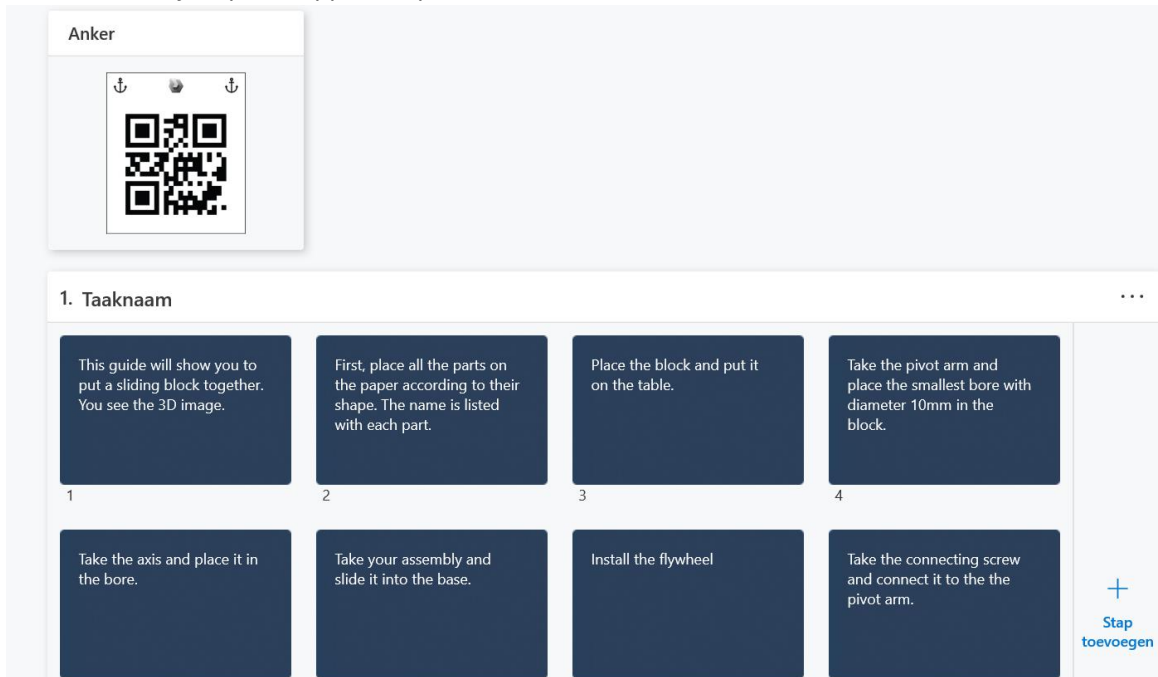 Anker
1. Taaknaam
...
This guide will show you to
put a sliding block together.
You see the 3D image.
1
First, place all the parts on
the paper according to their
shape. The name is listed
with each part.
2
Place the block and put it
on the table.
3
Take the pivot arm and
place the smallest bore with
diameter 10mm in the
block.
4
Take the axis and place it in
the bore.
Take your assembly and
slide it into the base.
Install the flywheel
Take the connecting screw
and connect it to the the
pivot arm.
Stap
toevoegen